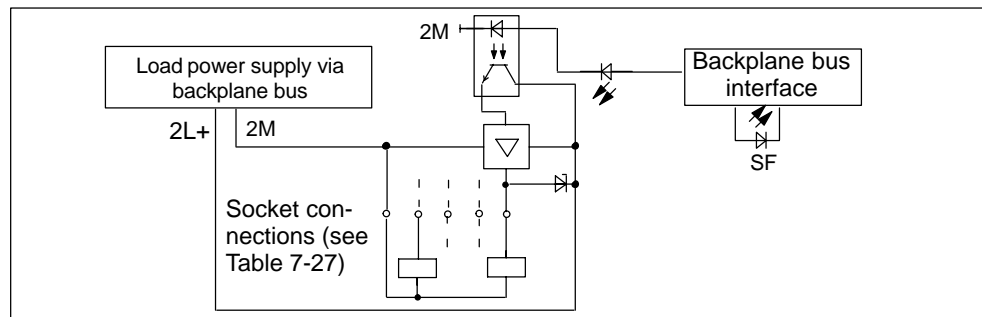 2M
Load power supply via
backplane bus
Backplane bus
interface
2L+
2M
SF
Socket con-
nections (see
Table 7-27)